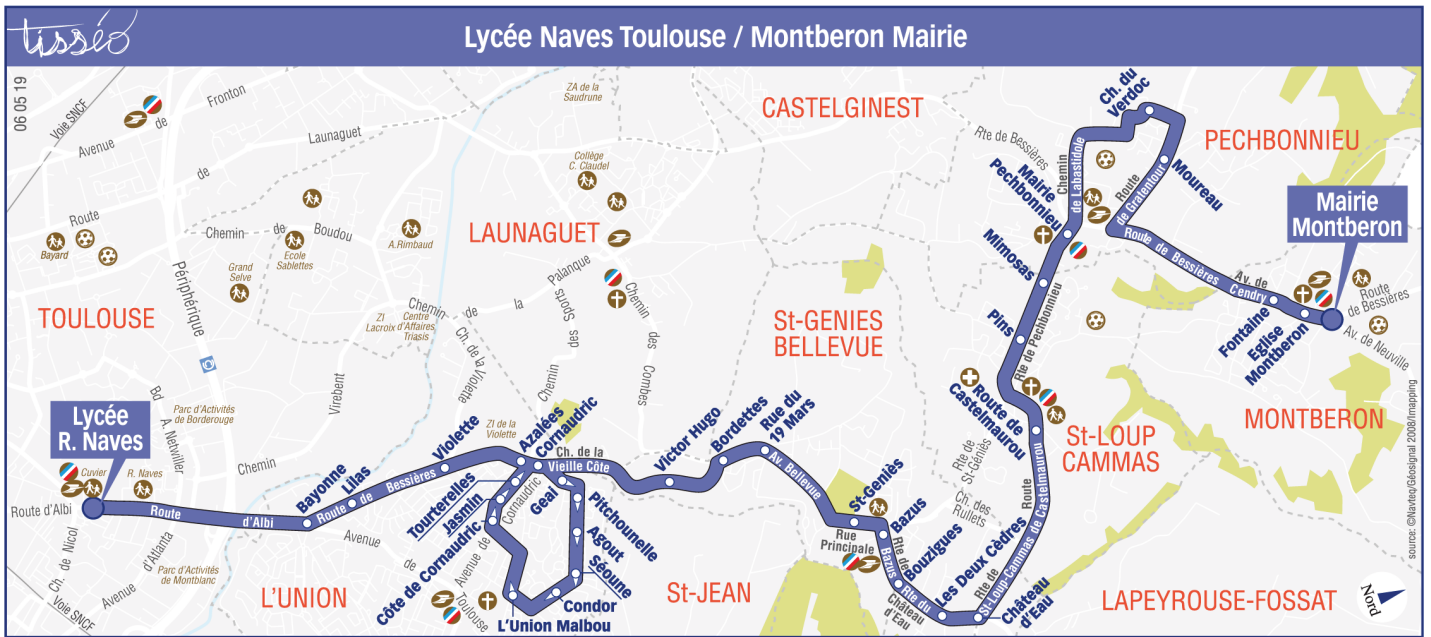 tisséo
Lycée Naves Toulouse / Montberon Mairie
06 05 19
Voie SNCF
Avenue de Fronton
Route de Launaguet
ZA de la
Saudrune
CASTELGINEST
Rte de Bessières
Ch. du
Verdoc
PECHBONNIEU
Collège
C. Claudel
Chemin
de Labastidole
Route
de Gratentour
Moureau
Mairie
Pechbonnieu
Mairie
Montberon
Bayard
Chemin de Boudou
Ecole
Sablettes
A.Rimbaud
LAUNAGUET
Grand
Selve
Périphérique
Mimosas
Route de Bessières
Av. de
Cendry
Fontaine
Eglise
Montberon
Route
de Bessières
Av. de Neuville
TOULOUSE
Chemin de la Palanque
ZI
Lacroix
Centre
d'Affaires
Triasis
Ch. de la Violette
Chemin des Sports
Chemin des Combes
St-GENIES
BELLEVUE
Pins
Rte de Pechbonnieu
Bd A. Netwiller
Parc d'Activités
de Borderouge
Chemin Virebent
ZI de la
Violette
Route de
Castelmaurou
St-LOUP
CAMMAS
MONTBERON
Lycée
R. Naves
Cuvier
R. Naves
Route d'Albi
Route d'Albi
Bayonne
Lilas
Route de Bessières
Violette
Azalées
Cornaudric
Ch. de la
Vieille Côte
Victor Hugo
Bordettes
Rue du
19 Mars
Av. Bellevue
St-Geniès
Rte de
St-Géniès
Ch. des
Rullets
Tourterelles
Jasmin
Côte de Cornaudric
Avenue de Cornaudric
Geal
Pitchounelle
Agout
Séoune
Condor
L'Union Malbou
Rue
Principale
Bazus
Rte de
Bazus
Bouzigues
Rte du
Château
d'Eau
Les Deux Cèdres
Rte de
St-Loup-Cammas
Route
de Castelmaurou
Château
d'Eau
Ch. de Nicol
Avenue d'Atlanta
Parc d'Activités
de Montblanc
Voie SNCF
Avenue de Toulouse
L'UNION
St-JEAN
LAPEYROUSE-FOSSAT
Nord
source: ©Navteq/Géosignal 2008/Itmapping